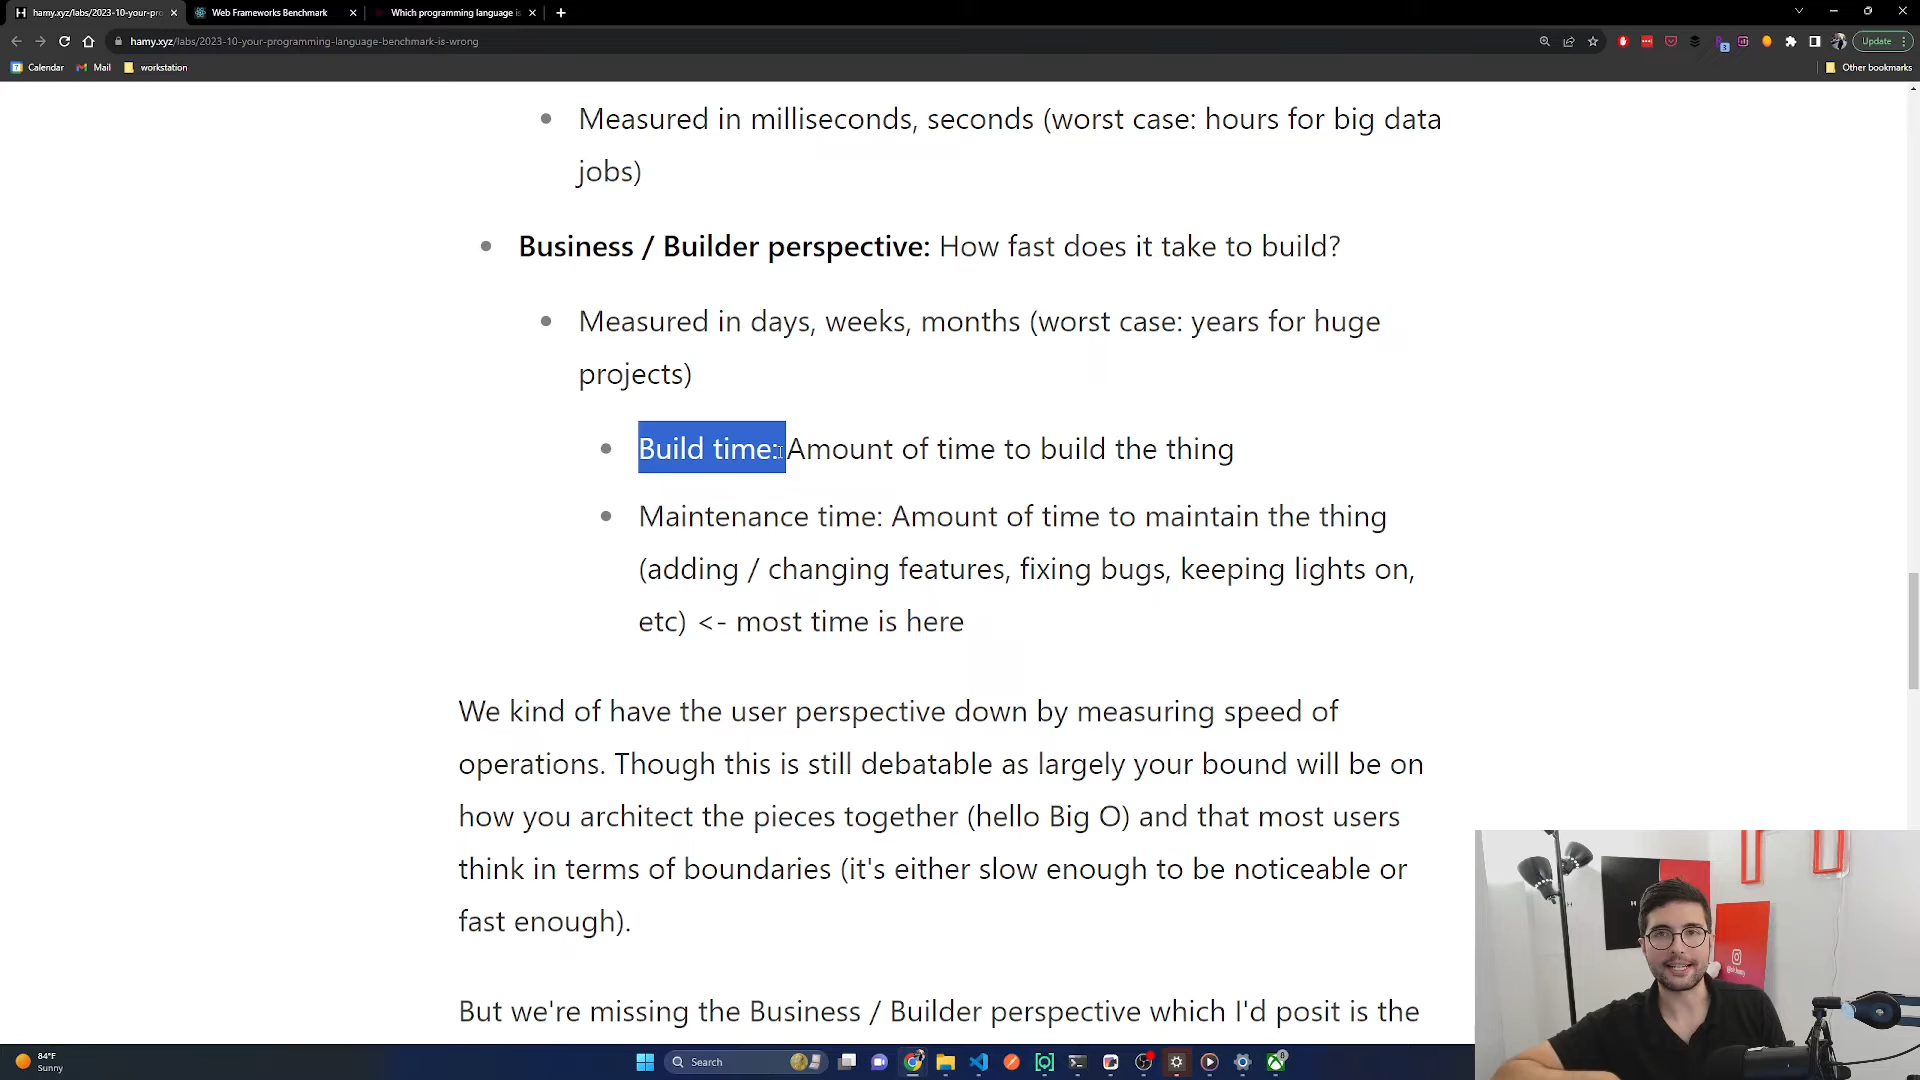 hamy.xyz/labs/2023-10-your-pro
Web Frameworks Benchmark
Which programming language is
hamy.xyz/labs/2023-10-your-programming-language-benchmark-is-wrong
Update
Calendar
Mail
workstation
Other bookmarks
Measured in milliseconds, seconds (worst case: hours for big data
jobs)
Business / Builder perspective: How fast does it take to build?
Measured in days, weeks, months (worst case: years for huge
projects)
Build time: Amount of time to build the thing
Maintenance time: Amount of time to maintain the thing
(adding / changing features, fixing bugs, keeping lights on,
etc) <- most time is here
We kind of have the user perspective down by measuring speed of
operations. Though this is still debatable as largely your bound will be on
how you architect the pieces together (hello Big O) and that most users
think in terms of boundaries (it's either slow enough to be noticeable or
fast enough).
But we're missing the Business / Builder perspective which I'd posit is the
84°F
Sunny
Search